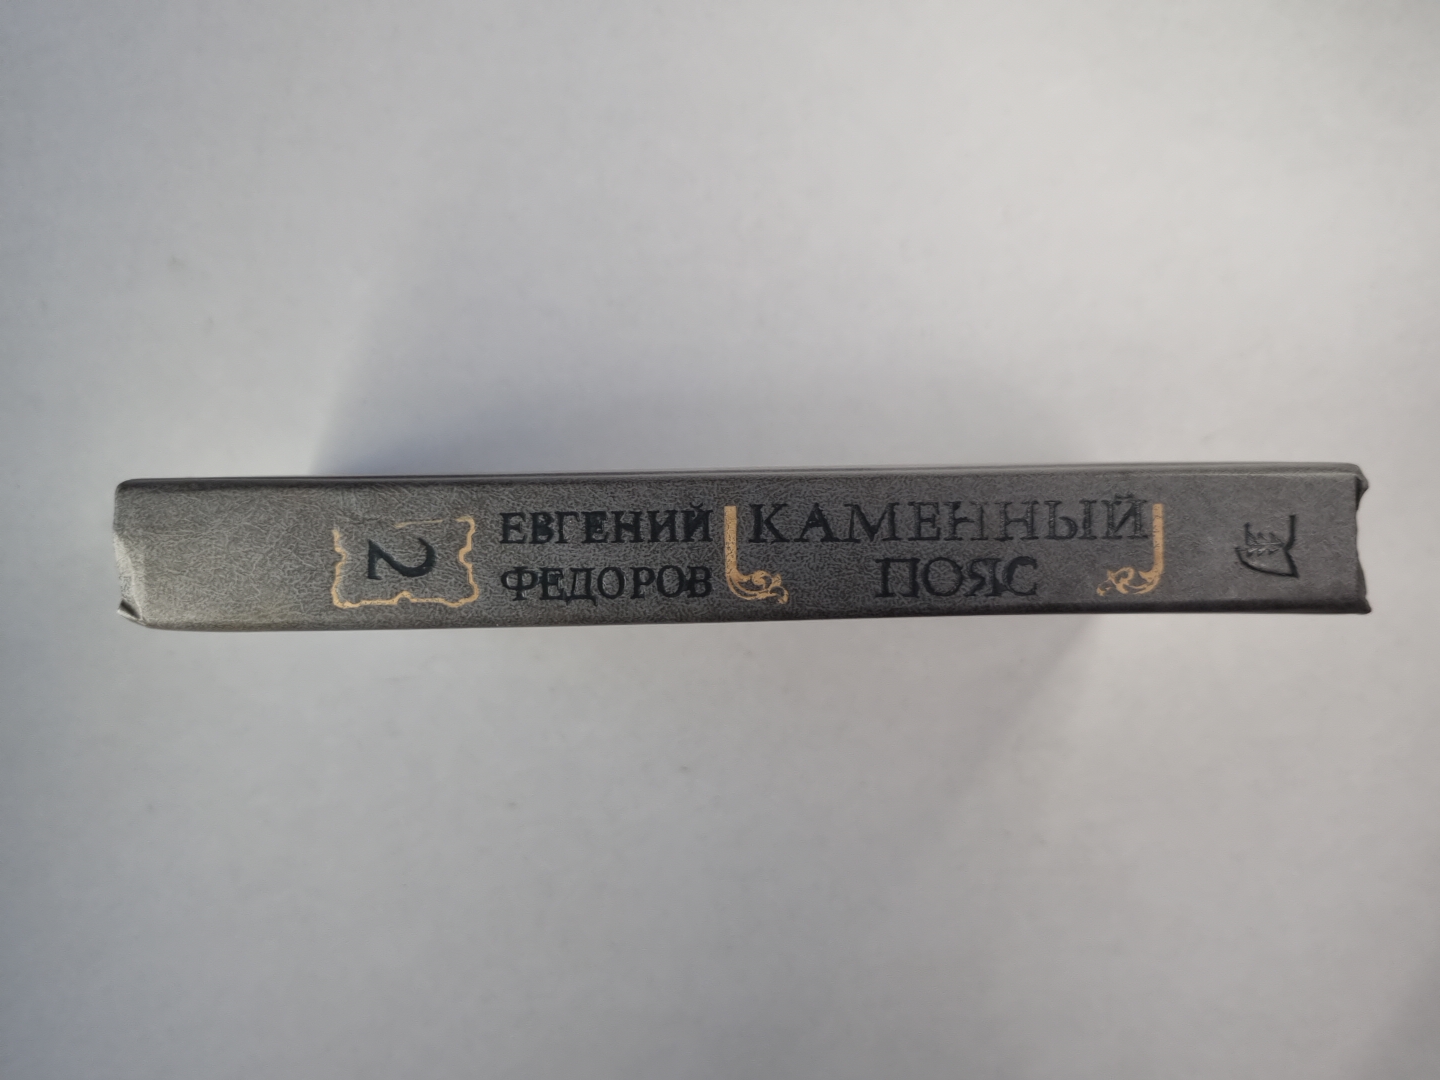 2
ЕВГЕНИЙ
ФЕДОРОВ
КАМЕННЫЙ
ПОЯС